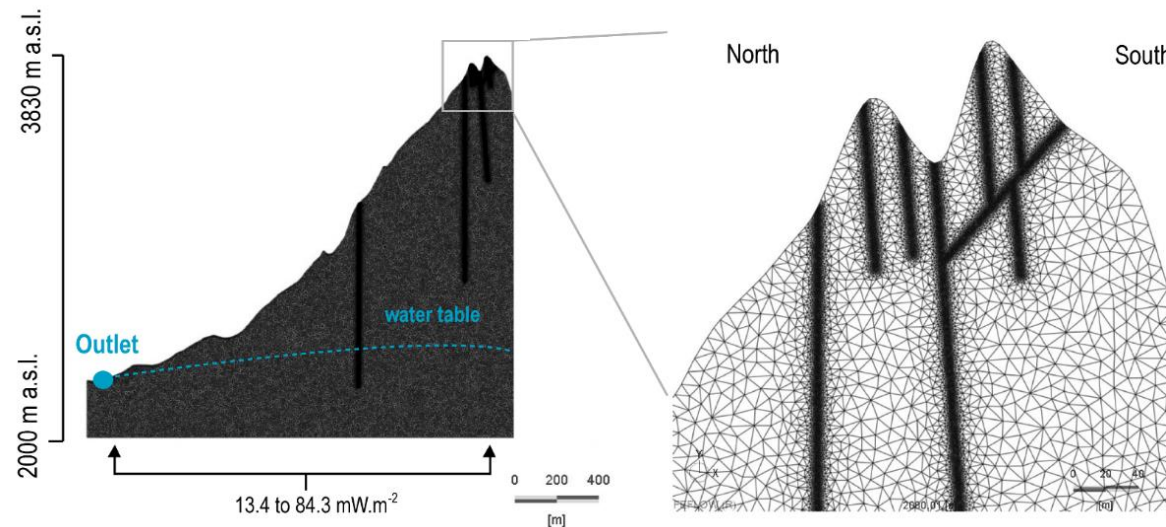 3830 m a.s.l.
2000 m a.s.l.
Outlet
water table
13.4 to 84.3 mW.m⁻²
0 200 400
[m]
North
South
Y
X
0 20 40
[m]